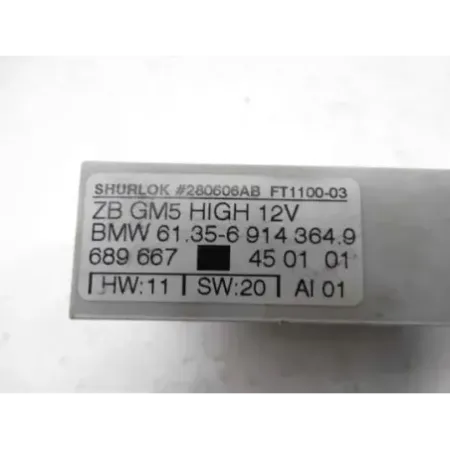 SHURLOK #280606AB FT1100-03
ZB GM5 HIGH 12V
BMW 61.35-6 914 364.9
689 667 ■ 45 01 01
HW:11 | SW:20 | AI 01